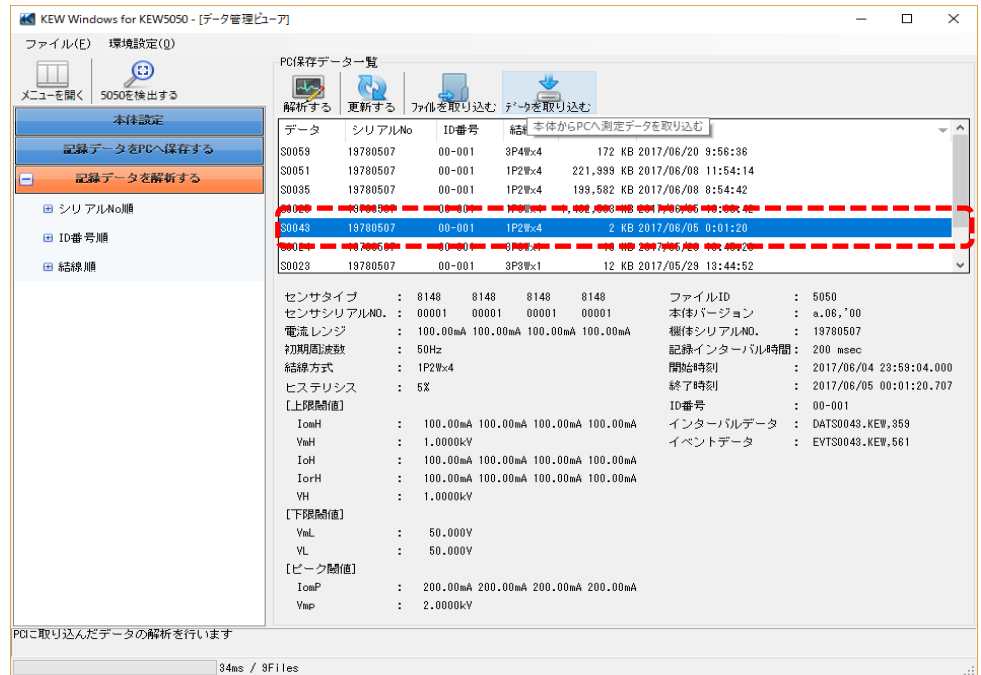 KEW Windows for KEW5050 - [データ管理ビューア]
ファイル(F) 環境設定(O)
メニューを開く 5050を検出する
PC保存データ一覧
解析する 更新する ファイルを取り込む データを取り込む
本体からPCへ測定データを取り込む
本体設定
記録データをPCへ保存する
記録データを解析する
シリアルNo順
ID番号順
結線順
データ シリアルNo ID番号
S0059 19780507 00-001 3P4W×4 172 KB 2017/06/20 9:56:36
S0051 19780507 00-001 1P2W×4 221,999 KB 2017/06/08 11:54:14
S0035 19780507 00-001 1P2W×4 199,582 KB 2017/06/08 8:54:42
S0043 19780507 00-001 1P2W×4 2 KB 2017/06/05 0:01:20
S0023 19780507 00-001 3P3W×1 12 KB 2017/05/29 13:44:52
センサタイプ : 8148 8148 8148 8148
センサシリアルNO. : 00001 00001 00001 00001
電流レンジ : 100.00mA 100.00mA 100.00mA 100.00mA
初期周波数 : 50Hz
結線方式 : 1P2W×4
ヒステリシス : 5%
[上限閾値]
IomH : 100.00mA 100.00mA 100.00mA 100.00mA
VmH : 1.0000kV
IoH : 100.00mA 100.00mA 100.00mA 100.00mA
IorH : 100.00mA 100.00mA 100.00mA 100.00mA
VH : 1.0000kV
[下限閾値]
VmL : 50.000V
VL : 50.000V
[ピーク閾値]
IomP : 200.00mA 200.00mA 200.00mA 200.00mA
Vmp : 2.0000kV
ファイルID : 5050
本体バージョン : a.06,'00
機体シリアルNO. : 19780507
記録インターバル時間 : 200 msec
開始時刻 : 2017/06/04 23:59:04.000
終了時刻 : 2017/06/05 00:01:20.707
ID番号 : 00-001
インターバルデータ : DATS0043.KEW,359
イベントデータ : EVTS0043.KEW,561
PCに取り込んだデータの解析を行います
34ms / 9Files